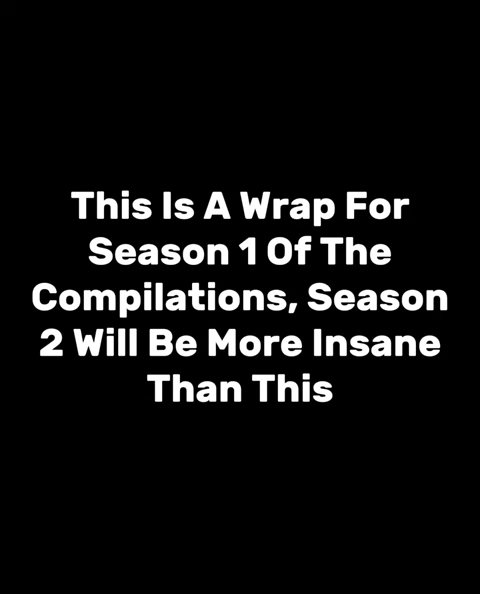 This Is A Wrap For
Season 1 Of The
Compilations, Season
2 Will Be More Insane
Than This